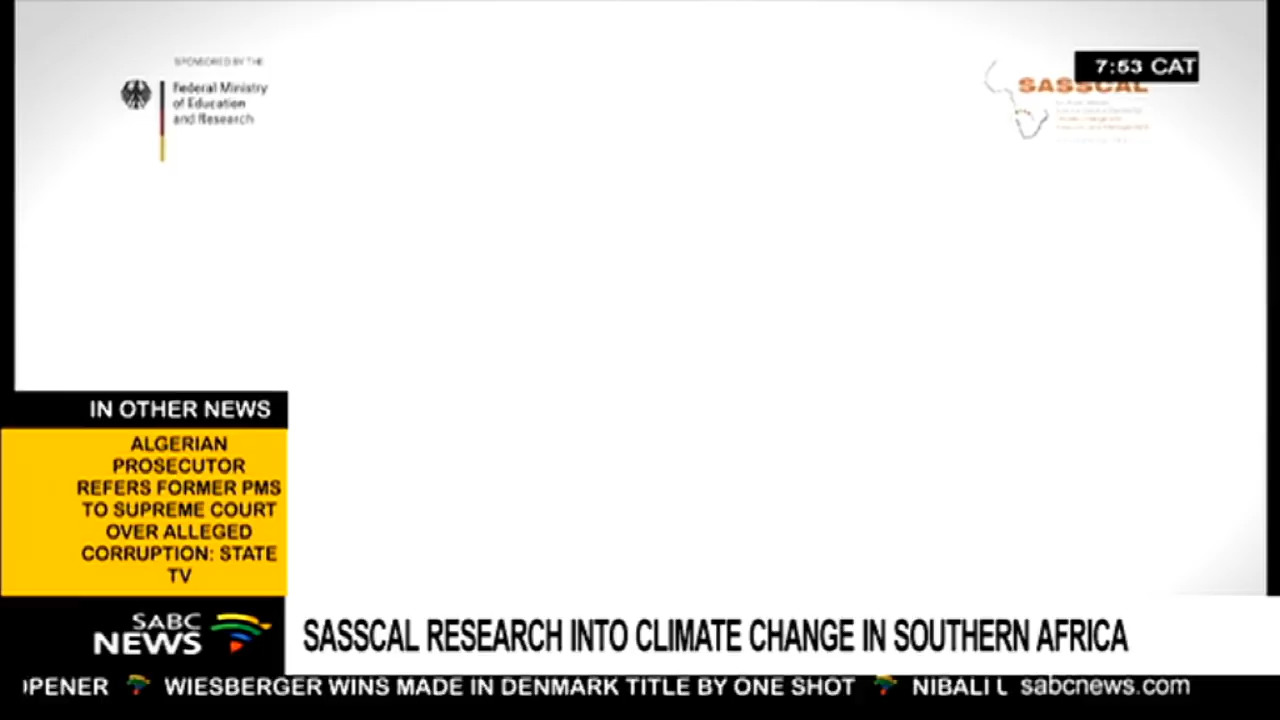 SPONSORED BY THE
Federal Ministry
of Education
and Research
7:53 CAT
SASSCAL
IN OTHER NEWS
ALGERIAN
PROSECUTOR
REFERS FORMER PMS
TO SUPREME COURT
OVER ALLEGED
CORRUPTION: STATE
TV
SABC
NEWS
SASSCAL RESEARCH INTO CLIMATE CHANGE IN SOUTHERN AFRICA
PENER WIESBERGER WINS MADE IN DENMARK TITLE BY ONE SHOT NIBALI sabcnews.com